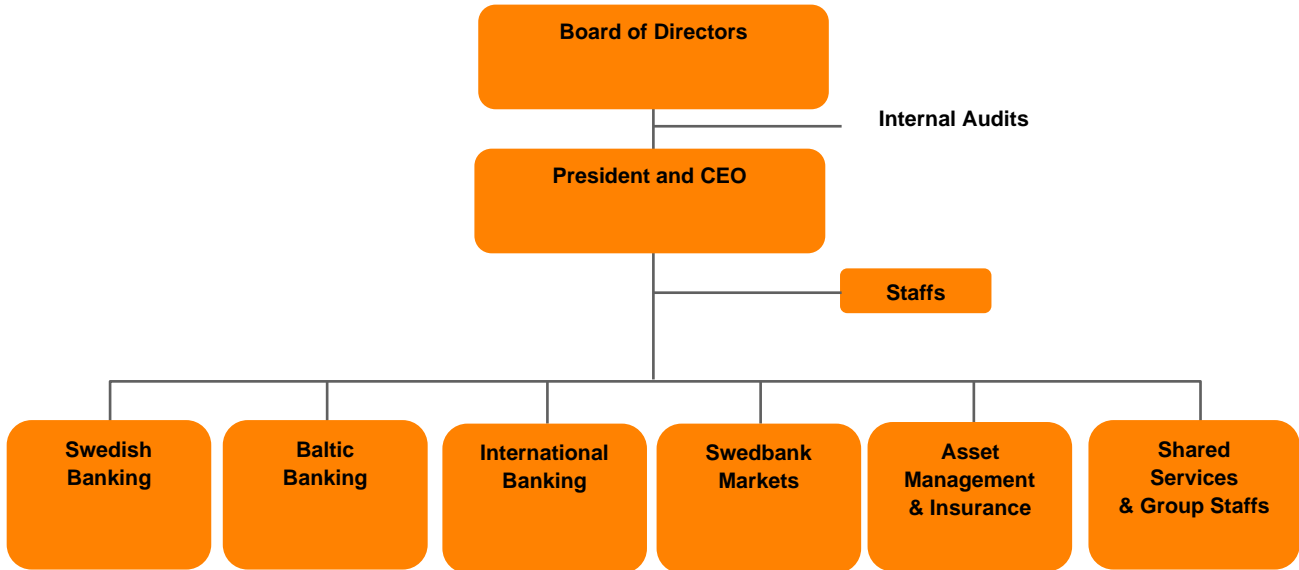 Board of Directors
Internal Audits
President and CEO
Staffs
Swedish
Banking
Baltic
Banking
International
Banking
Swedbank
Markets
Asset
Management
& Insurance
Shared
Services
& Group Staffs